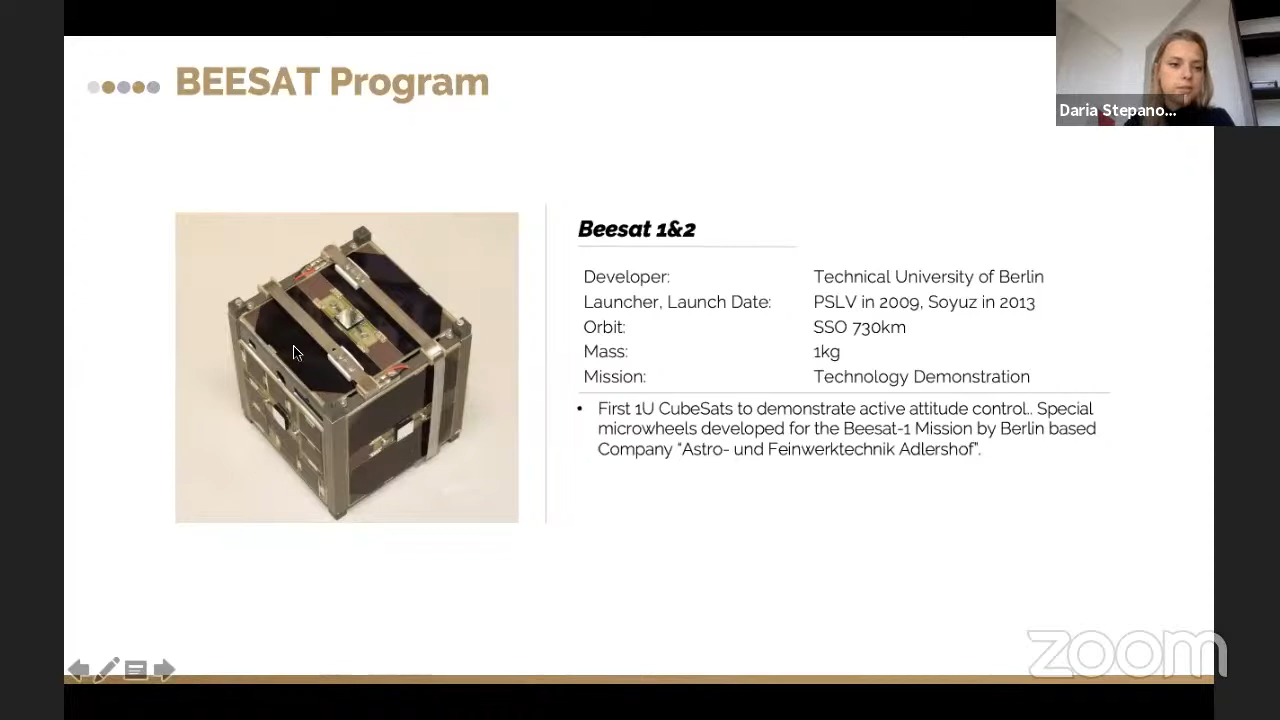 BEESAT Program
Daria Stepano...
Beesat 1&2
Developer: Technical University of Berlin
Launcher, Launch Date: PSLV in 2009, Soyuz in 2013
Orbit: SSO 730km
Mass: 1kg
Mission: Technology Demonstration
• First 1U CubeSats to demonstrate active attitude control.. Special
microwheels developed for the Beesat-1 Mission by Berlin based
Company “Astro- und Feinwerktechnik Adlershof”.
zoom